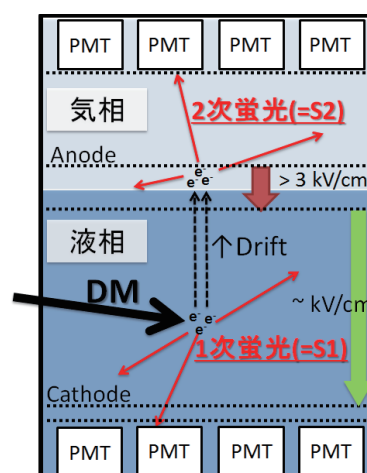 PMT PMT PMT PMT
気相
2次蛍光(=S2)
Anode
e⁻
e⁻ e⁻
> 3 kV/cm
液相
↑Drift
DM
~ kV/cm
e⁻ e⁻
e⁻
1次蛍光(=S1)
Cathode
PMT PMT PMT PMT